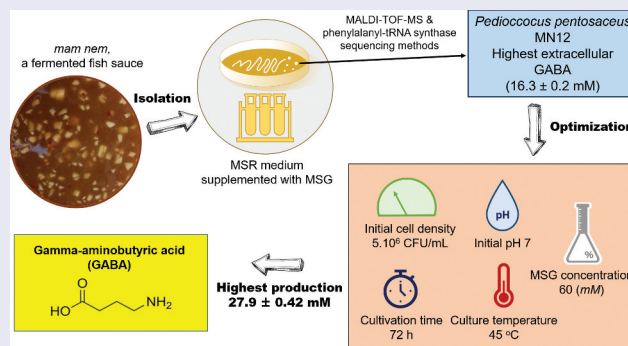 mam nem,
a fermented fish sauce
Isolation
MSR medium
supplemented with MSG
MALDI-TOF-MS &
phenylalanyl-tRNA synthase
sequencing methods
Pedioccocus pentosaceus
MN12
Highest extracellular
GABA
(16.3 ± 0.2 mM)
Optimization
Initial cell density
5.10⁶ CFU/mL
pH
Initial pH 7
%
MSG concentration
60 (mM)
Cultivation time
72 h
Culture temperature
45 °C
Highest production
27.9 ± 0.42 mM
Gamma-aminobutyric acid
(GABA)
O
HO
NH₂